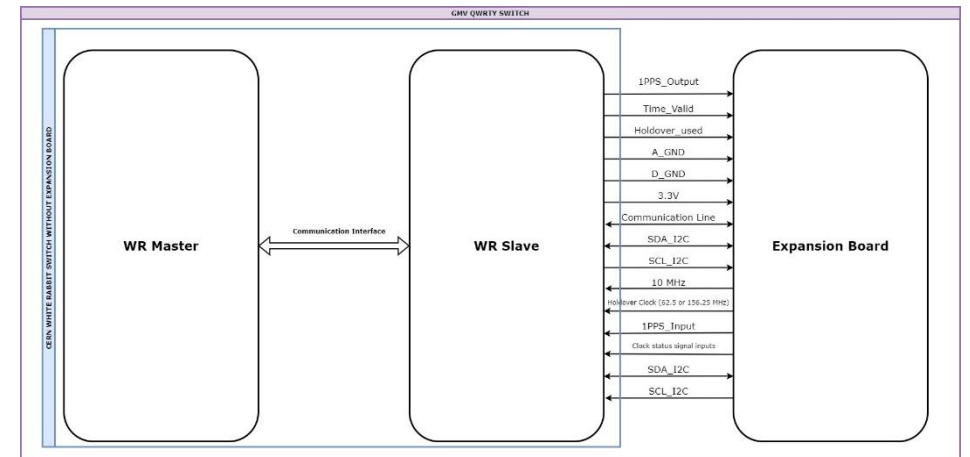 GMV QWRTY SWITCH
CERN WHITE RABBIT SWITCH WITHOUT EXPANSION BOARD
WR Master
Communication Interface
WR Slave
1PPS_Output
Time_Valid
Holdover_used
A_GND
D_GND
3.3V
Communication Line
SDA_I2C
SCL_I2C
10 MHz
Holdover Clock (62.5 or 156.25 MHz)
1PPS_Input
Clock status signal inputs
SDA_I2C
SCL_I2C
Expansion Board